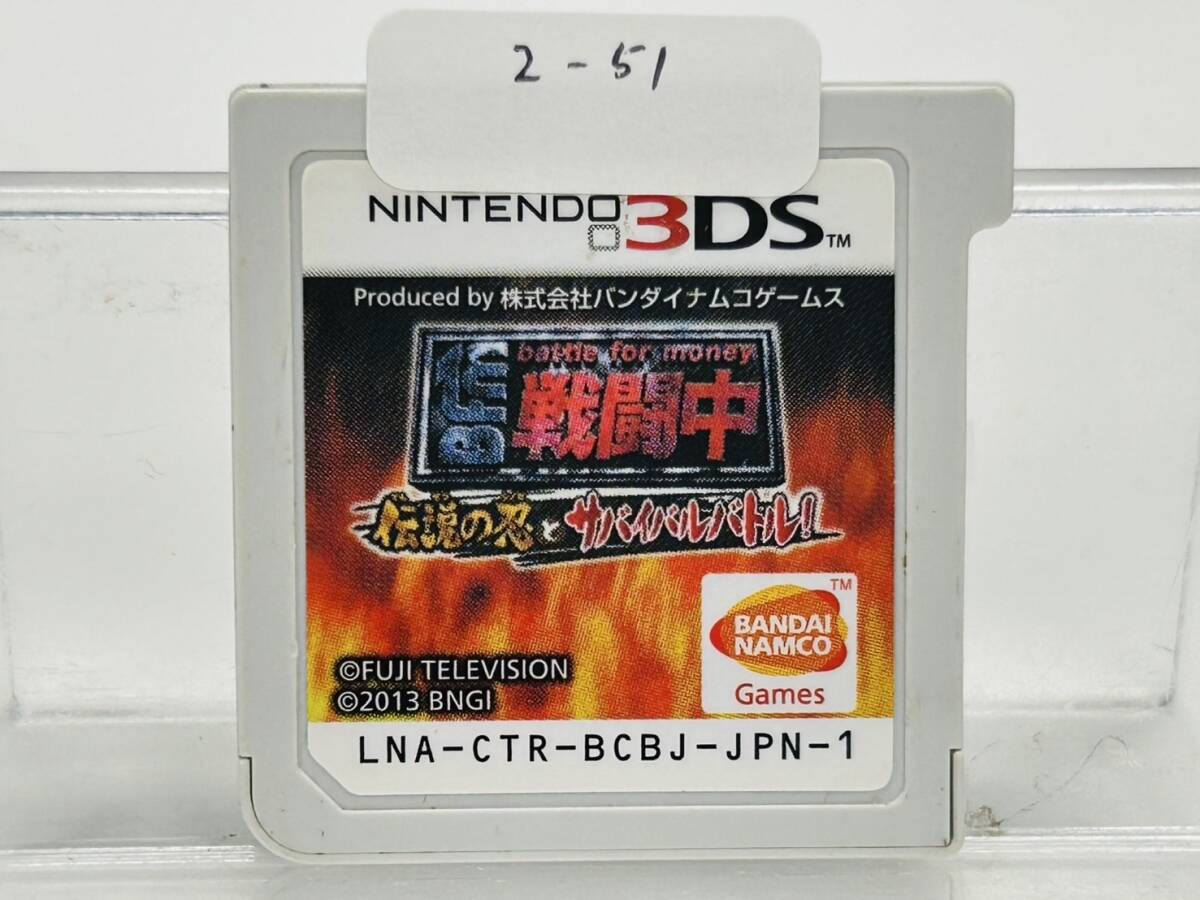 2-51
NINTENDO 3DS™
Produced by 株式会社バンダイナムコゲームス
Bfm
battle for money
戦闘中
伝説の忍とサバイバルバトル!
BANDAI
NAMCO
TM
Games
©FUJI TELEVISION
©2013 BNGI
LNA-CTR-BCBJ-JPN-1